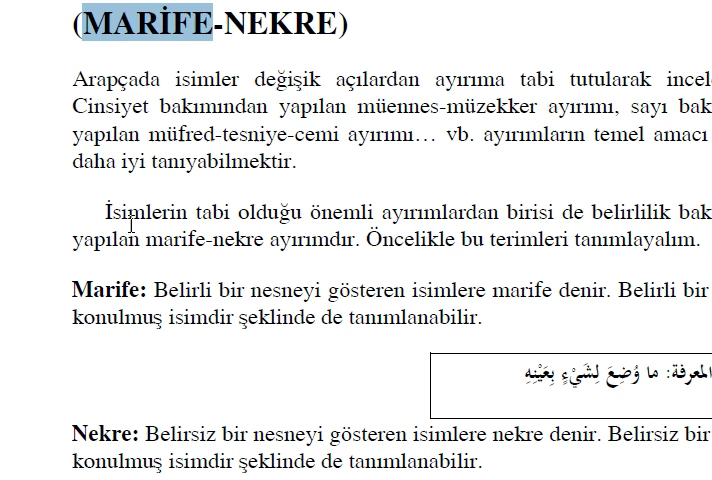 (MARİFE-NEKRE)
Arapçada isimler değişik açılardan ayırıma tabi tutularak incel
Cinsiyet bakımından yapılan müennes-müzekker ayırımı, sayı bak
yapılan müfred-tesniye-cemi ayırımı… vb. ayırımların temel amacı
daha iyi tanıyabilmektir.
İsimlerin tabi olduğu önemli ayırımlardan birisi de belirlilik bak
yapılan marife-nekre ayırımdır. Öncelikle bu terimleri tanımlayalım.
Marife: Belirli bir nesneyi gösteren isimlere marife denir. Belirli bir
konulmuş isimdir şeklinde de tanımlanabilir.
المعرفة: ما وُضِعَ لِشَيْءٍ بِعَيْنِهِ
Nekre: Belirsiz bir nesneyi gösteren isimlere nekre denir. Belirsiz bir
konulmuş isimdir şeklinde de tanımlanabilir.